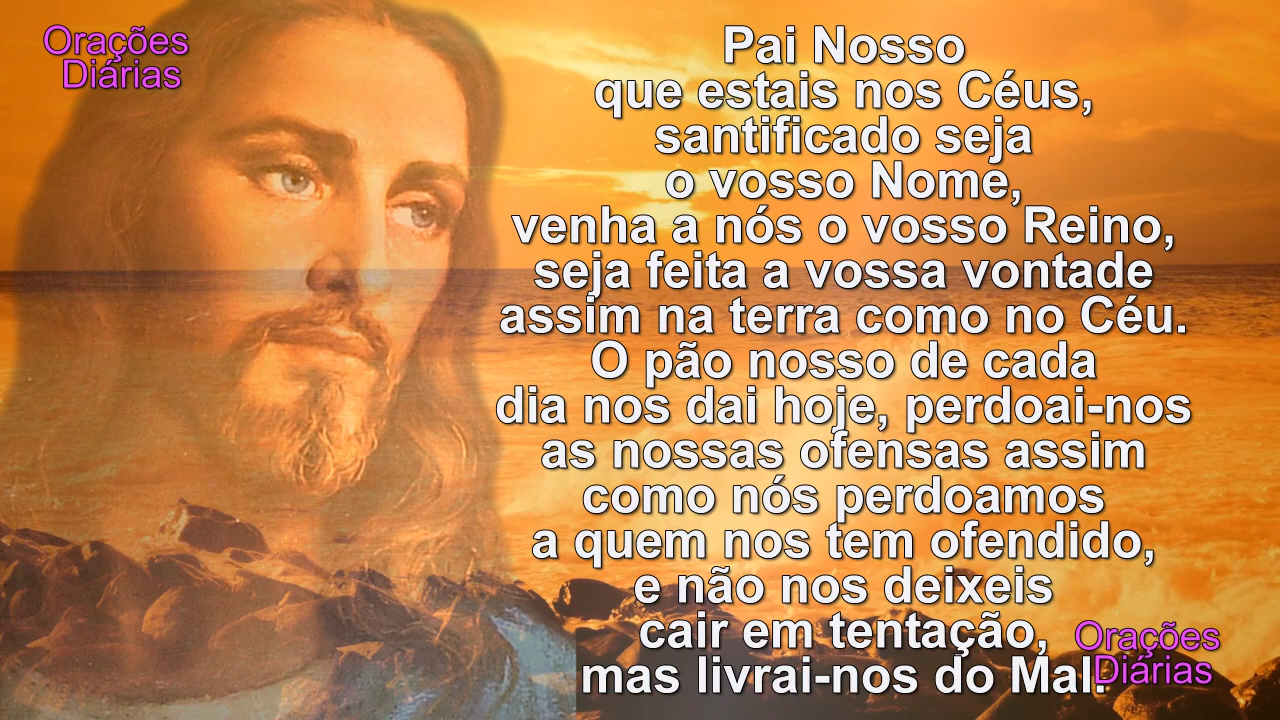 Orações
Diárias
Pai Nosso
que estais nos Céus,
santificado seja
o vosso Nome,
venha a nós o vosso Reino,
seja feita a vossa vontade
assim na terra como no Céu.
O pão nosso de cada
dia nos dai hoje, perdoai-nos
as nossas ofensas assim
como nós perdoamos
a quem nos tem ofendido,
e não nos deixeis
cair em tentação,
mas livrai-nos do Mal.
Orações
Diárias